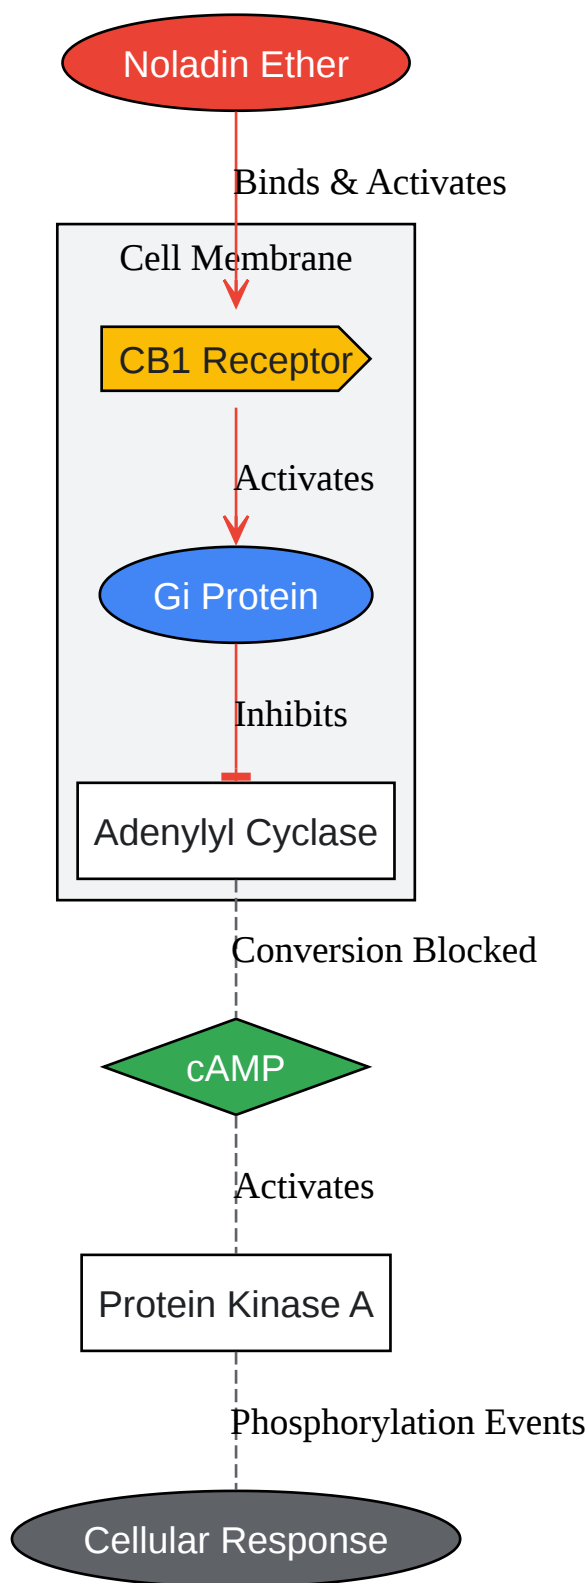 Noladin Ether
Binds & Activates
Cell Membrane
CB1 Receptor
Activates
Gi Protein
Inhibits
Adenylyl Cyclase
Conversion Blocked
cAMP
Activates
Protein Kinase A
Phosphorylation Events
Cellular Response